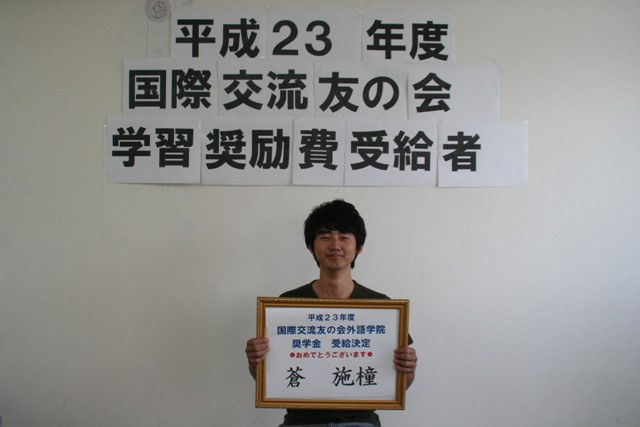 平成23年度
国際交流友の会
学習奨励費受給者
平成23年度
国際交流友の会外語学院
奨学金 受給決定
●おめでとうございます●
蒼 施橦